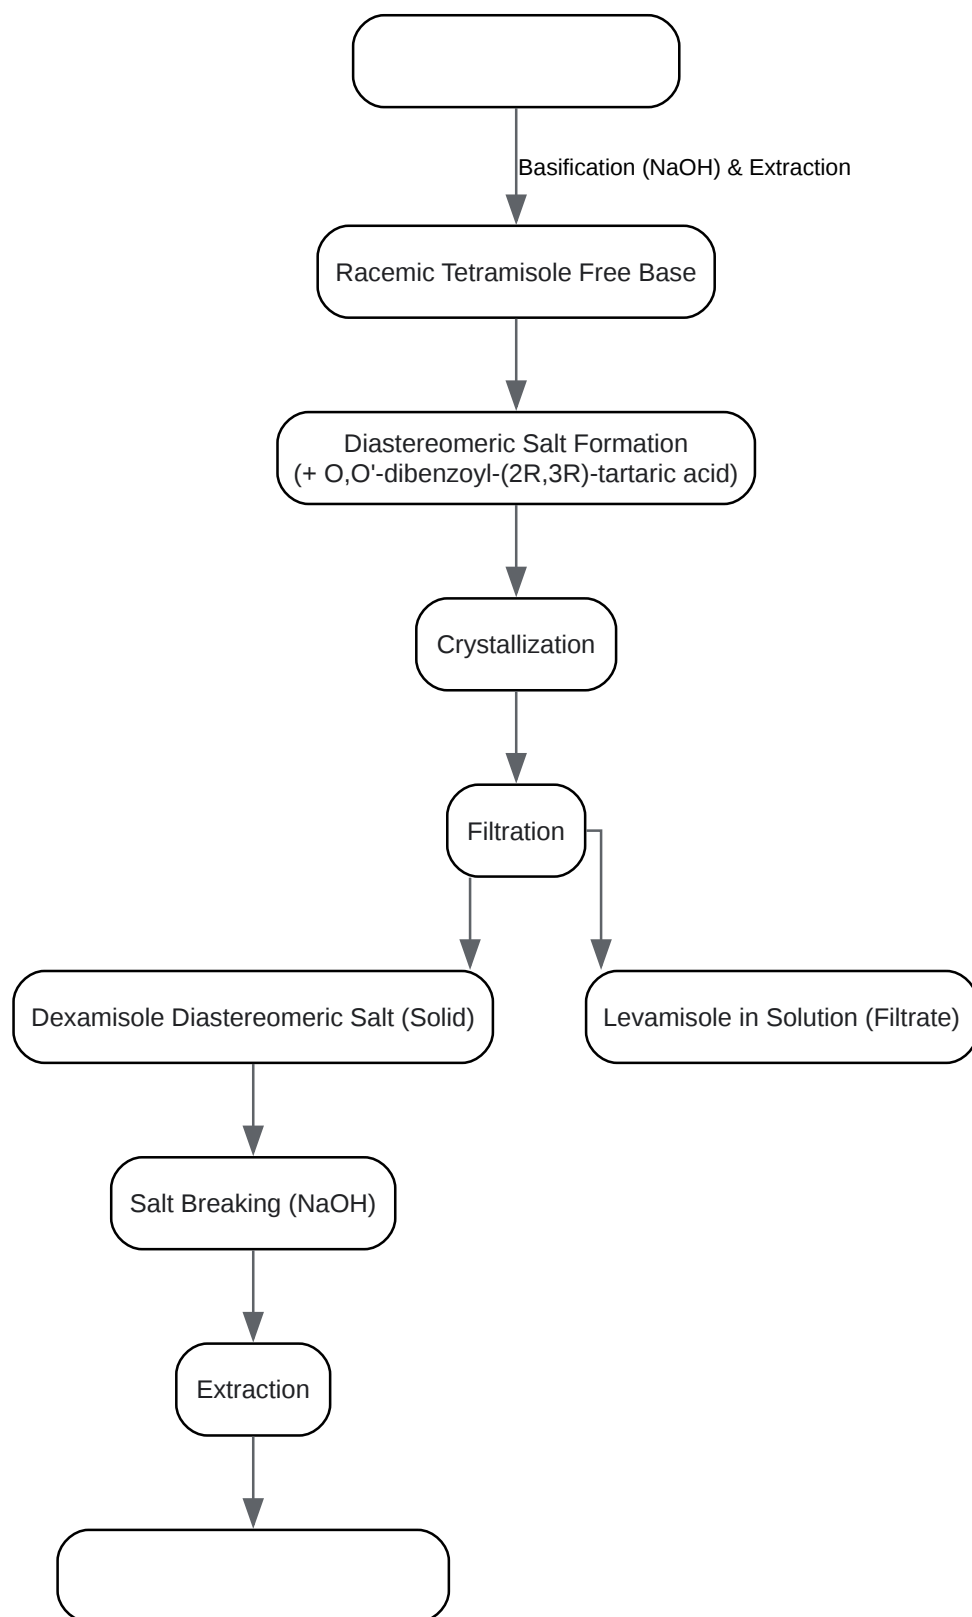 Basification (NaOH) & Extraction
Racemic Tetramisole Free Base
Diastereomeric Salt Formation
(+ O,O'-dibenzoyl-(2R,3R)-tartaric acid)
Crystallization
Filtration
Dexamisole Diastereomeric Salt (Solid)
Levamisole in Solution (Filtrate)
Salt Breaking (NaOH)
Extraction